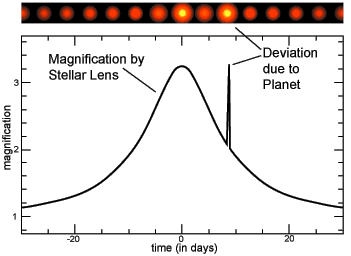 Magnification by
Stellar Lens
Deviation
due to
Planet
magnification
3
2
1
-20
0
20
time (in days)